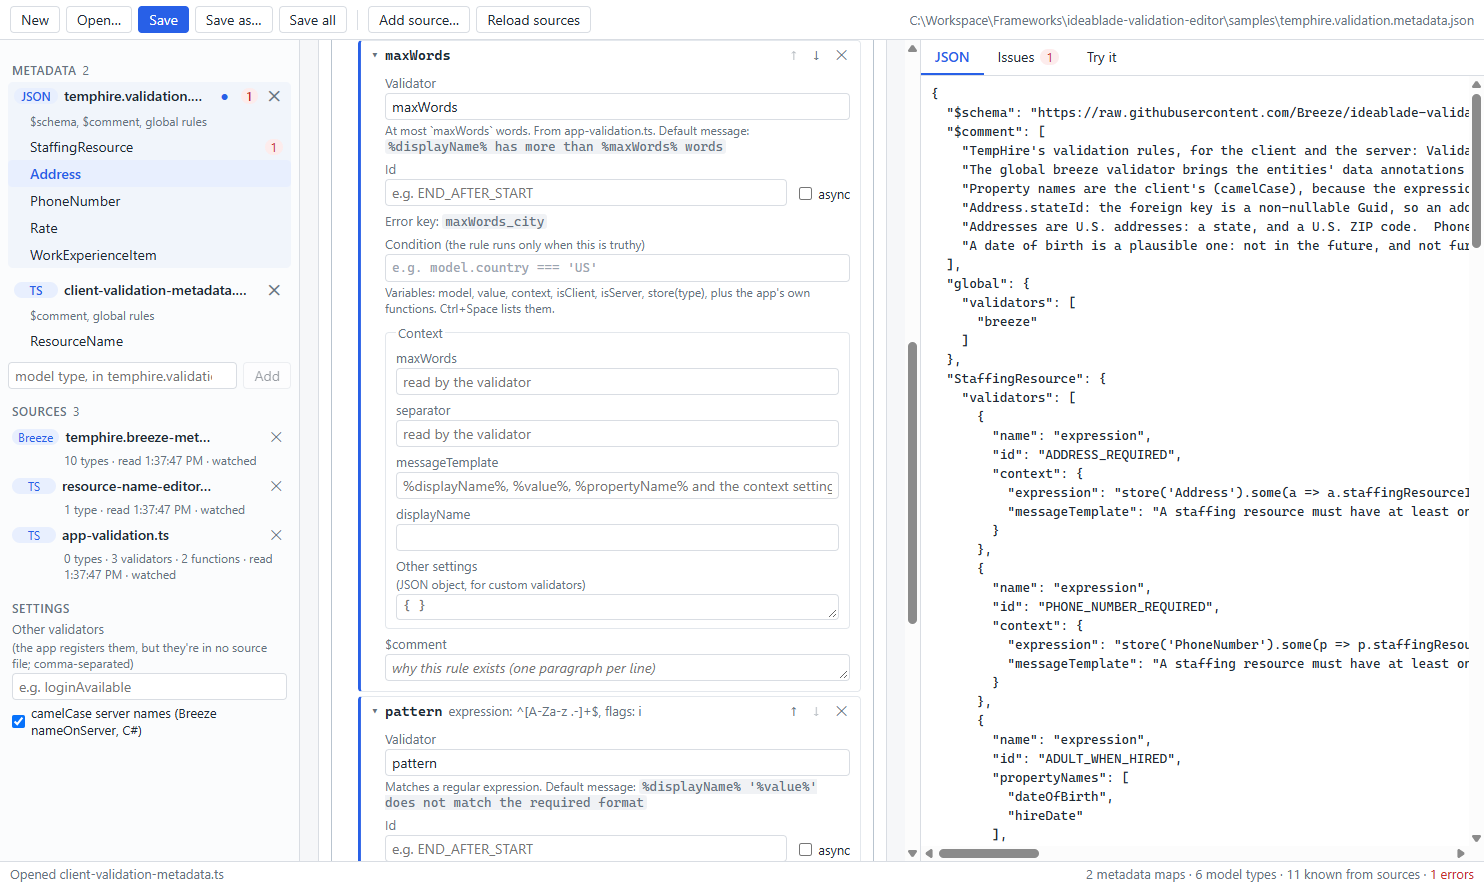 New Open... Save Save as... Save all Add source... Reload sources C:\Workspace\Frameworks\ideablade-validation-editor\samples\temphire.validation.metadata.json
METADATA 2
JSON temphire.validation.... 1
$schema, $comment, global rules
StaffingResource 1
Address
PhoneNumber
Rate
WorkExperienceItem
TS client-validation-metadata....
$comment, global rules
ResourceName
model type, in temphire.validati Add
SOURCES 3
Breeze temphire.breeze-met...
10 types · read 1:37:47 PM · watched
TS resource-name-editor...
1 type · read 1:37:47 PM · watched
TS app-validation.ts
0 types · 3 validators · 2 functions · read
1:37:47 PM · watched
SETTINGS
Other validators
(the app registers them, but they're in no source
file; comma-separated)
e.g. loginAvailable
camelCase server names (Breeze
nameOnServer, C#)
maxWords
Validator
maxWords
At most `maxWords` words. From app-validation.ts. Default message:
%displayName% has more than %maxWords% words
Id
e.g. END_AFTER_START async
Error key: maxWords_city
Condition (the rule runs only when this is truthy)
e.g. model.country === 'US'
Variables: model, value, context, isClient, isServer, store(type), plus the app's own
functions. Ctrl+Space lists them.
Context
maxWords
read by the validator
separator
read by the validator
messageTemplate
%displayName%, %value%, %propertyName% and the context setting
displayName
Other settings
(JSON object, for custom validators)
{ }
$comment
why this rule exists (one paragraph per line)
pattern expression: ^[A-Za-z .-]+$, flags: i
Validator
pattern
Matches a regular expression. Default message: %displayName% '%value%'
does not match the required format
Id
e.g. END_AFTER_START async
JSON Issues 1 Try it
{
"$schema": "https://raw.githubusercontent.com/Breeze/ideablade-valida
"$comment": [
"TempHire's validation rules, for the client and the server: Valida
"The global breeze validator brings the entities' data annotations
"Property names are the client's (camelCase), because the expressio
"Address.stateId: the foreign key is a non-nullable Guid, so an add
"Addresses are U.S. addresses: a state, and a U.S. ZIP code.  Phone
"A date of birth is a plausible one: not in the future, and not fur
],
"global": {
"validators": [
"breeze"
]
},
"StaffingResource": {
"validators": [
{
"name": "expression",
"id": "ADDRESS_REQUIRED",
"context": {
"expression": "store('Address').some(a => a.staffingResourceI
"messageTemplate": "A staffing resource must have at least on
}
},
{
"name": "expression",
"id": "PHONE_NUMBER_REQUIRED",
"context": {
"expression": "store('PhoneNumber').some(p => p.staffingResou
"messageTemplate": "A staffing resource must have at least on
}
},
{
"name": "expression",
"id": "ADULT_WHEN_HIRED",
"propertyNames": [
"dateOfBirth",
"hireDate"
],
Opened client-validation-metadata.ts
2 metadata maps · 6 model types · 11 known from sources · 1 errors